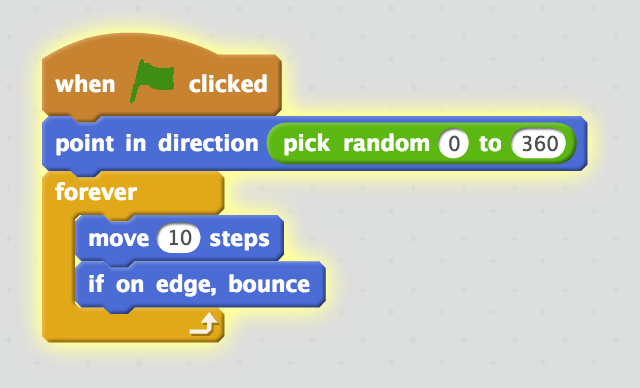 when clicked
point in direction pick random 0 to 360
forever
move 10 steps
if on edge, bounce